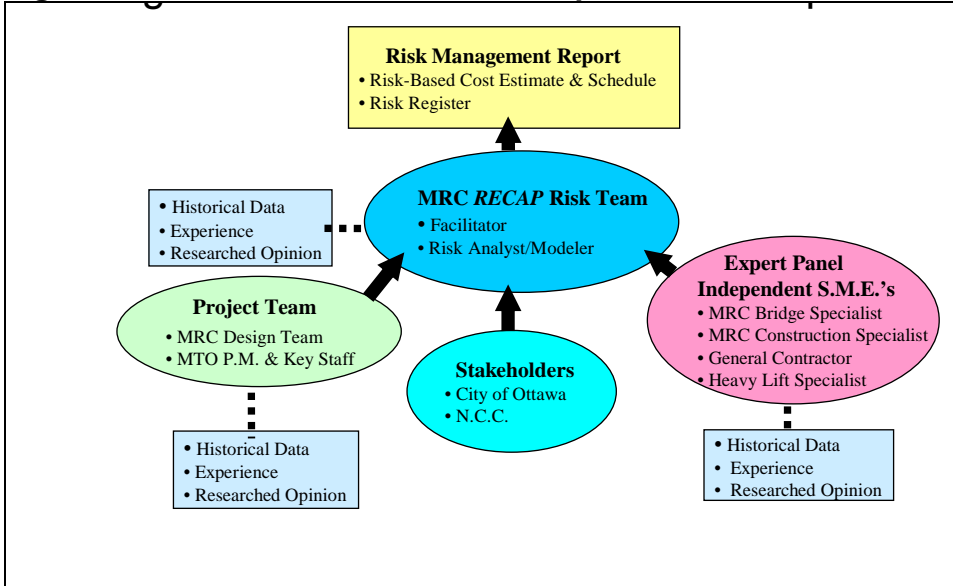 Risk Management Report
• Risk-Based Cost Estimate & Schedule
• Risk Register
MRC RECAP Risk Team
• Facilitator
• Risk Analyst/Modeler
• Historical Data
• Experience
• Researched Opinion
Project Team
• MRC Design Team
• MTO P.M. & Key Staff
Stakeholders
• City of Ottawa
• N.C.C.
Expert Panel
Independent S.M.E.'s
• MRC Bridge Specialist
• MRC Construction Specialist
• General Contractor
• Heavy Lift Specialist
• Historical Data
• Experience
• Researched Opinion
• Historical Data
• Experience
• Researched Opinion